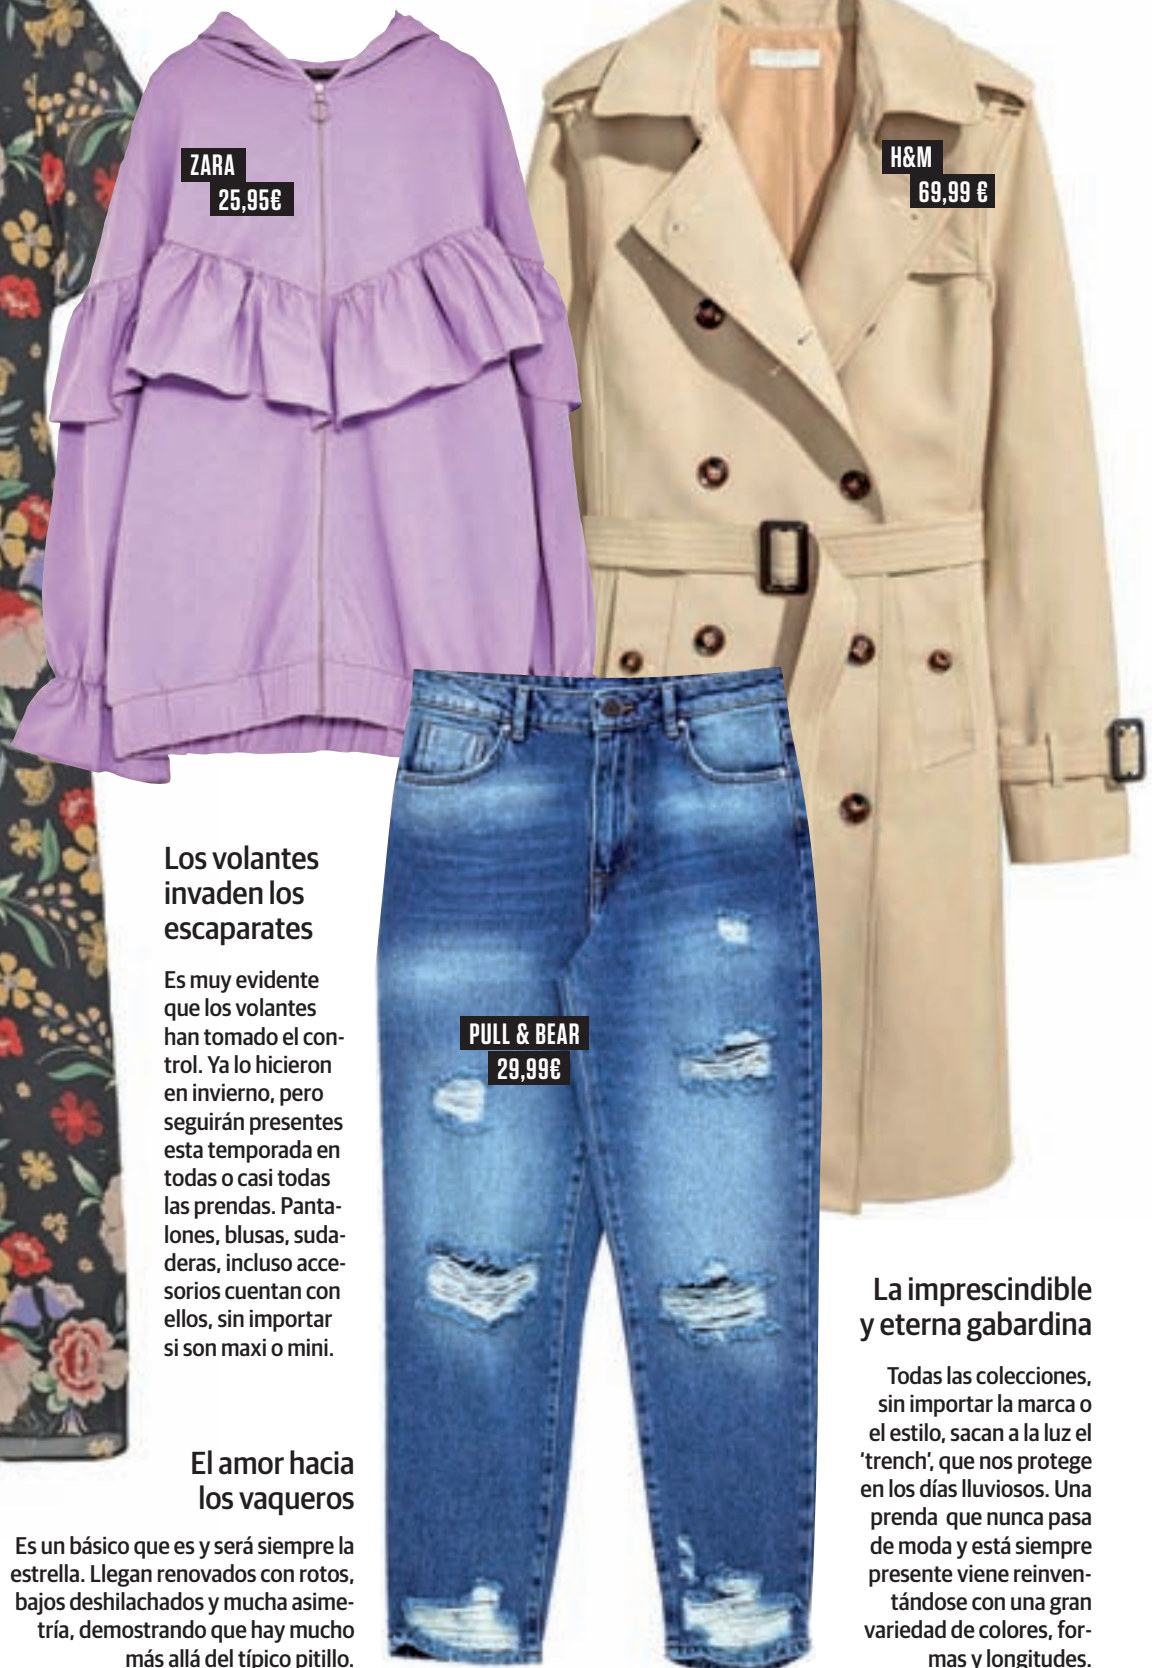 ZARA
25,95€
H&M
69,99 €
PULL & BEAR
29,99€
Los volantes
invaden los
escaparates
Es muy evidente
que los volantes
han tomado el con-
trol. Ya lo hicieron
en invierno, pero
seguirán presentes
esta temporada en
todas o casi todas
las prendas. Panta-
lones, blusas, suda-
deras, incluso acce-
sorios cuentan con
ellos, sin importar
si son maxi o mini.
El amor hacia
los vaqueros
Es un básico que es y será siempre la
estrella. Llegan renovados con rotos,
bajos deshilachados y mucha asime-
tría, demostrando que hay mucho
más allá del típico pitillo.
La imprescindible
y eterna gabardina
Todas las colecciones,
sin importar la marca o
el estilo, sacan a la luz el
‘trench’, que nos protege
en los días lluviosos. Una
prenda que nunca pasa
de moda y está siempre
presente viene reinven-
tándose con una gran
variedad de colores, for-
mas y longitudes.